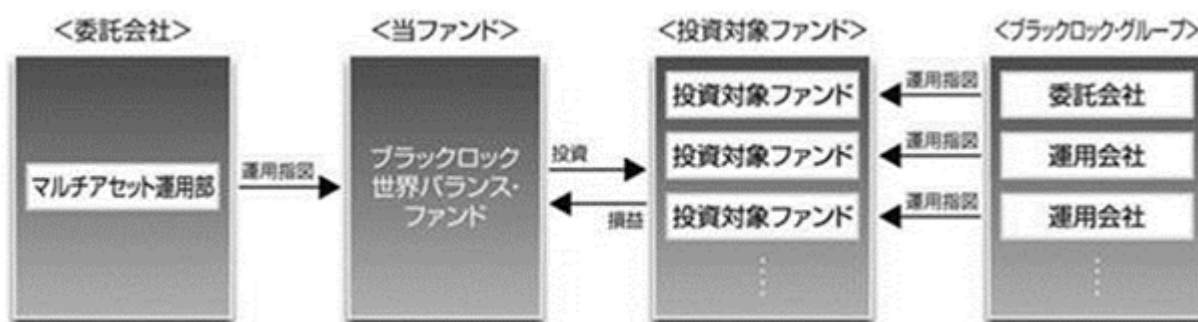 <委託会社>
マルチアセット運用部
運用指図
<当ファンド>
ブラックロック
世界バランス・
ファンド
投資
損益
<投資対象ファンド>
投資対象ファンド
投資対象ファンド
投資対象ファンド
運用指図
運用指図
運用指図
<ブラックロック・グループ>
委託会社
運用会社
運用会社